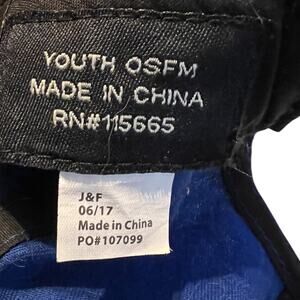 YOUTH OSFM
MADE IN CHINA
RN#115665
J&F
06/17
Made in China
PO#107099